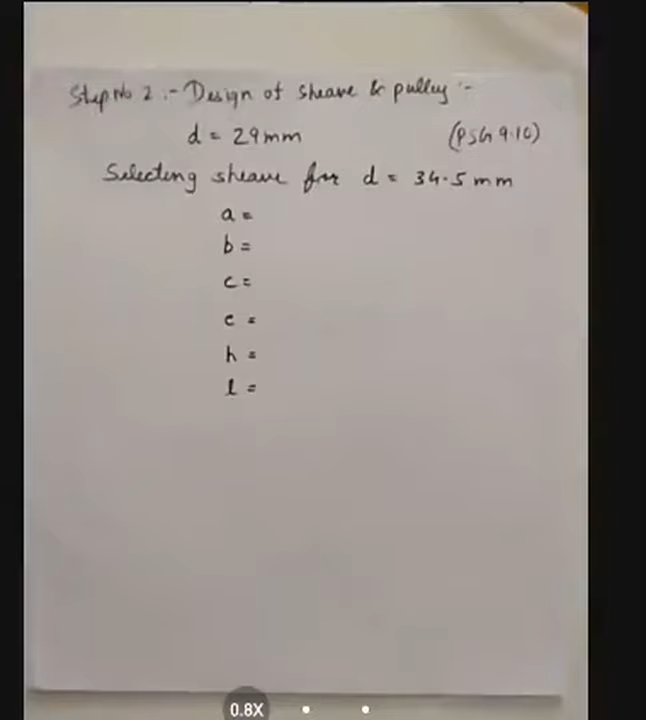 Step No 2 :- Design of Sheave & pulley :-
d = 29mm (PSG 9.10)
Selecting sheave for d = 34.5 mm
a =
b =
c =
e =
h =
l =
0.8X